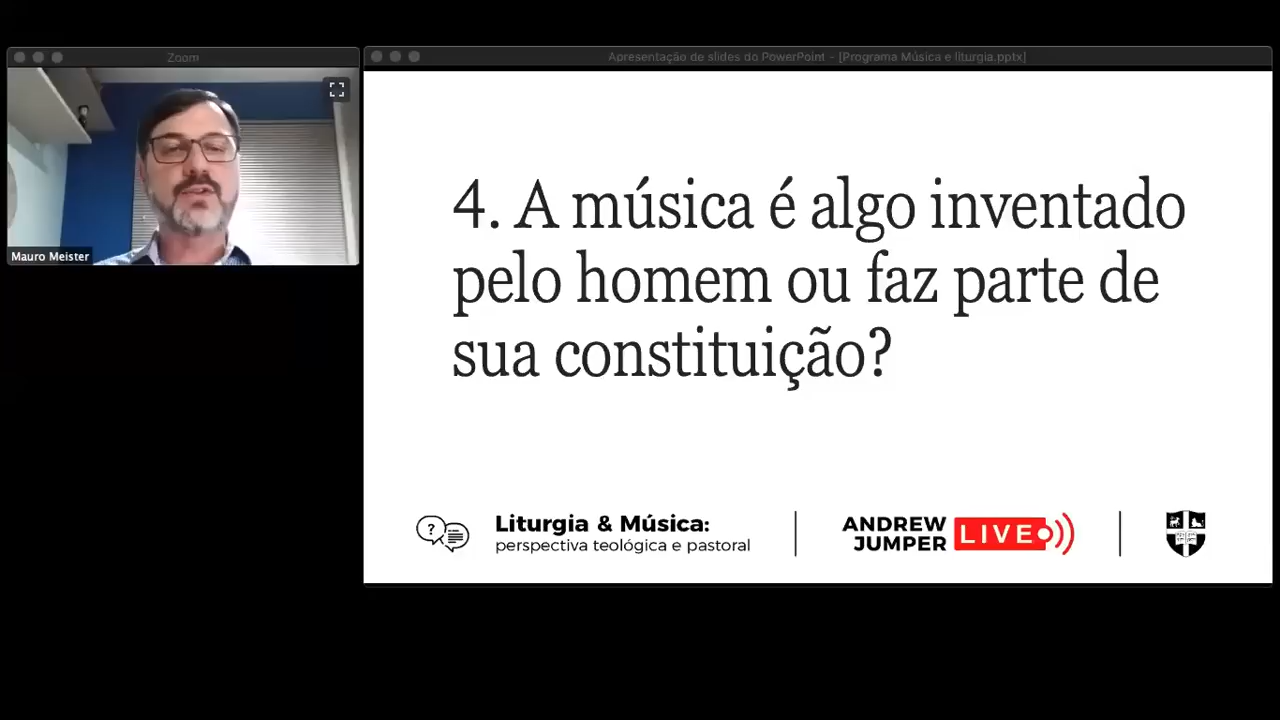 Zoom
Mauro Meister
Apresentação de slides do PowerPoint - [Programa Música e liturgia.pptx]
4. A música é algo inventado
pelo homem ou faz parte de
sua constituição?
?
Liturgia & Música:
perspectiva teológica e pastoral
ANDREW
JUMPER
LIVE